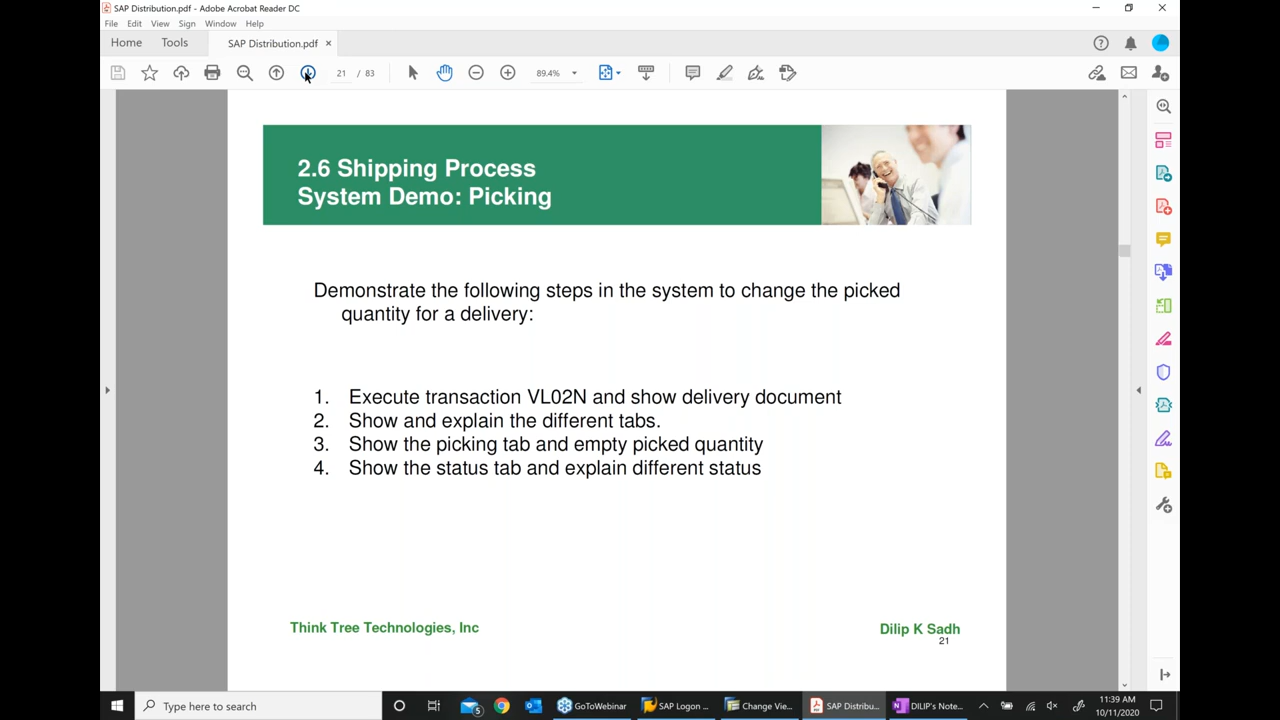 SAP Distribution.pdf - Adobe Acrobat Reader DC
File Edit View Sign Window Help
Home Tools SAP Distribution.pdf ×
21 / 83 89.4%
2.6 Shipping Process
System Demo: Picking
Demonstrate the following steps in the system to change the picked
quantity for a delivery:
1. Execute transaction VL02N and show delivery document
2. Show and explain the different tabs.
3. Show the picking tab and empty picked quantity
4. Show the status tab and explain different status
Think Tree Technologies, Inc
Dilip K Sadh
21
Type here to search
5
GoToWebinar
SAP Logon ...
Change Vie...
SAP Distribu...
DILIP's Note...
11:39 AM
10/11/2020